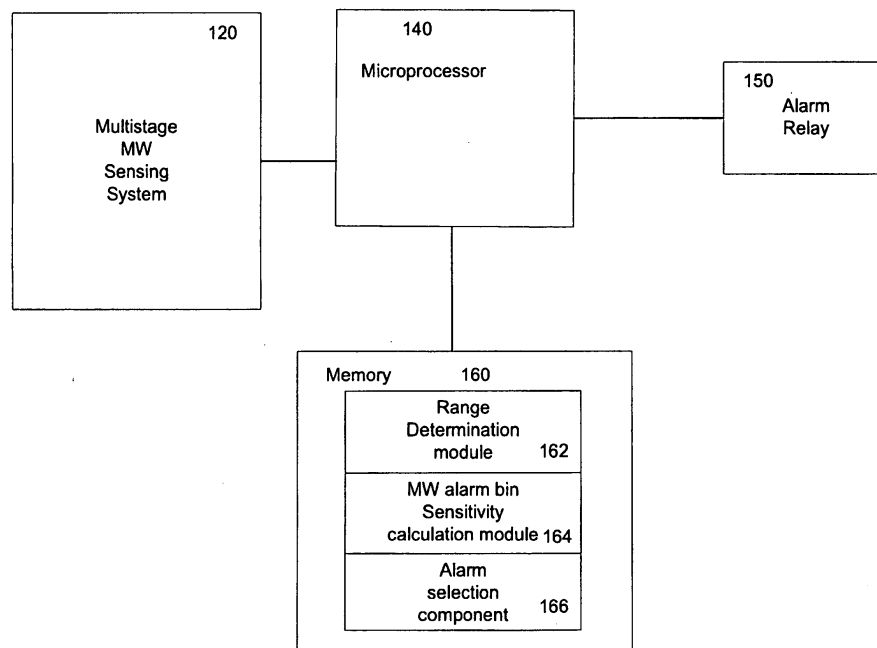 120
Multistage
MW
Sensing
System
140
Microprocessor
150
Alarm
Relay
Memory 160
Range
Determination
module 162
MW alarm bin
Sensitivity
calculation module 164
Alarm
selection
component 166